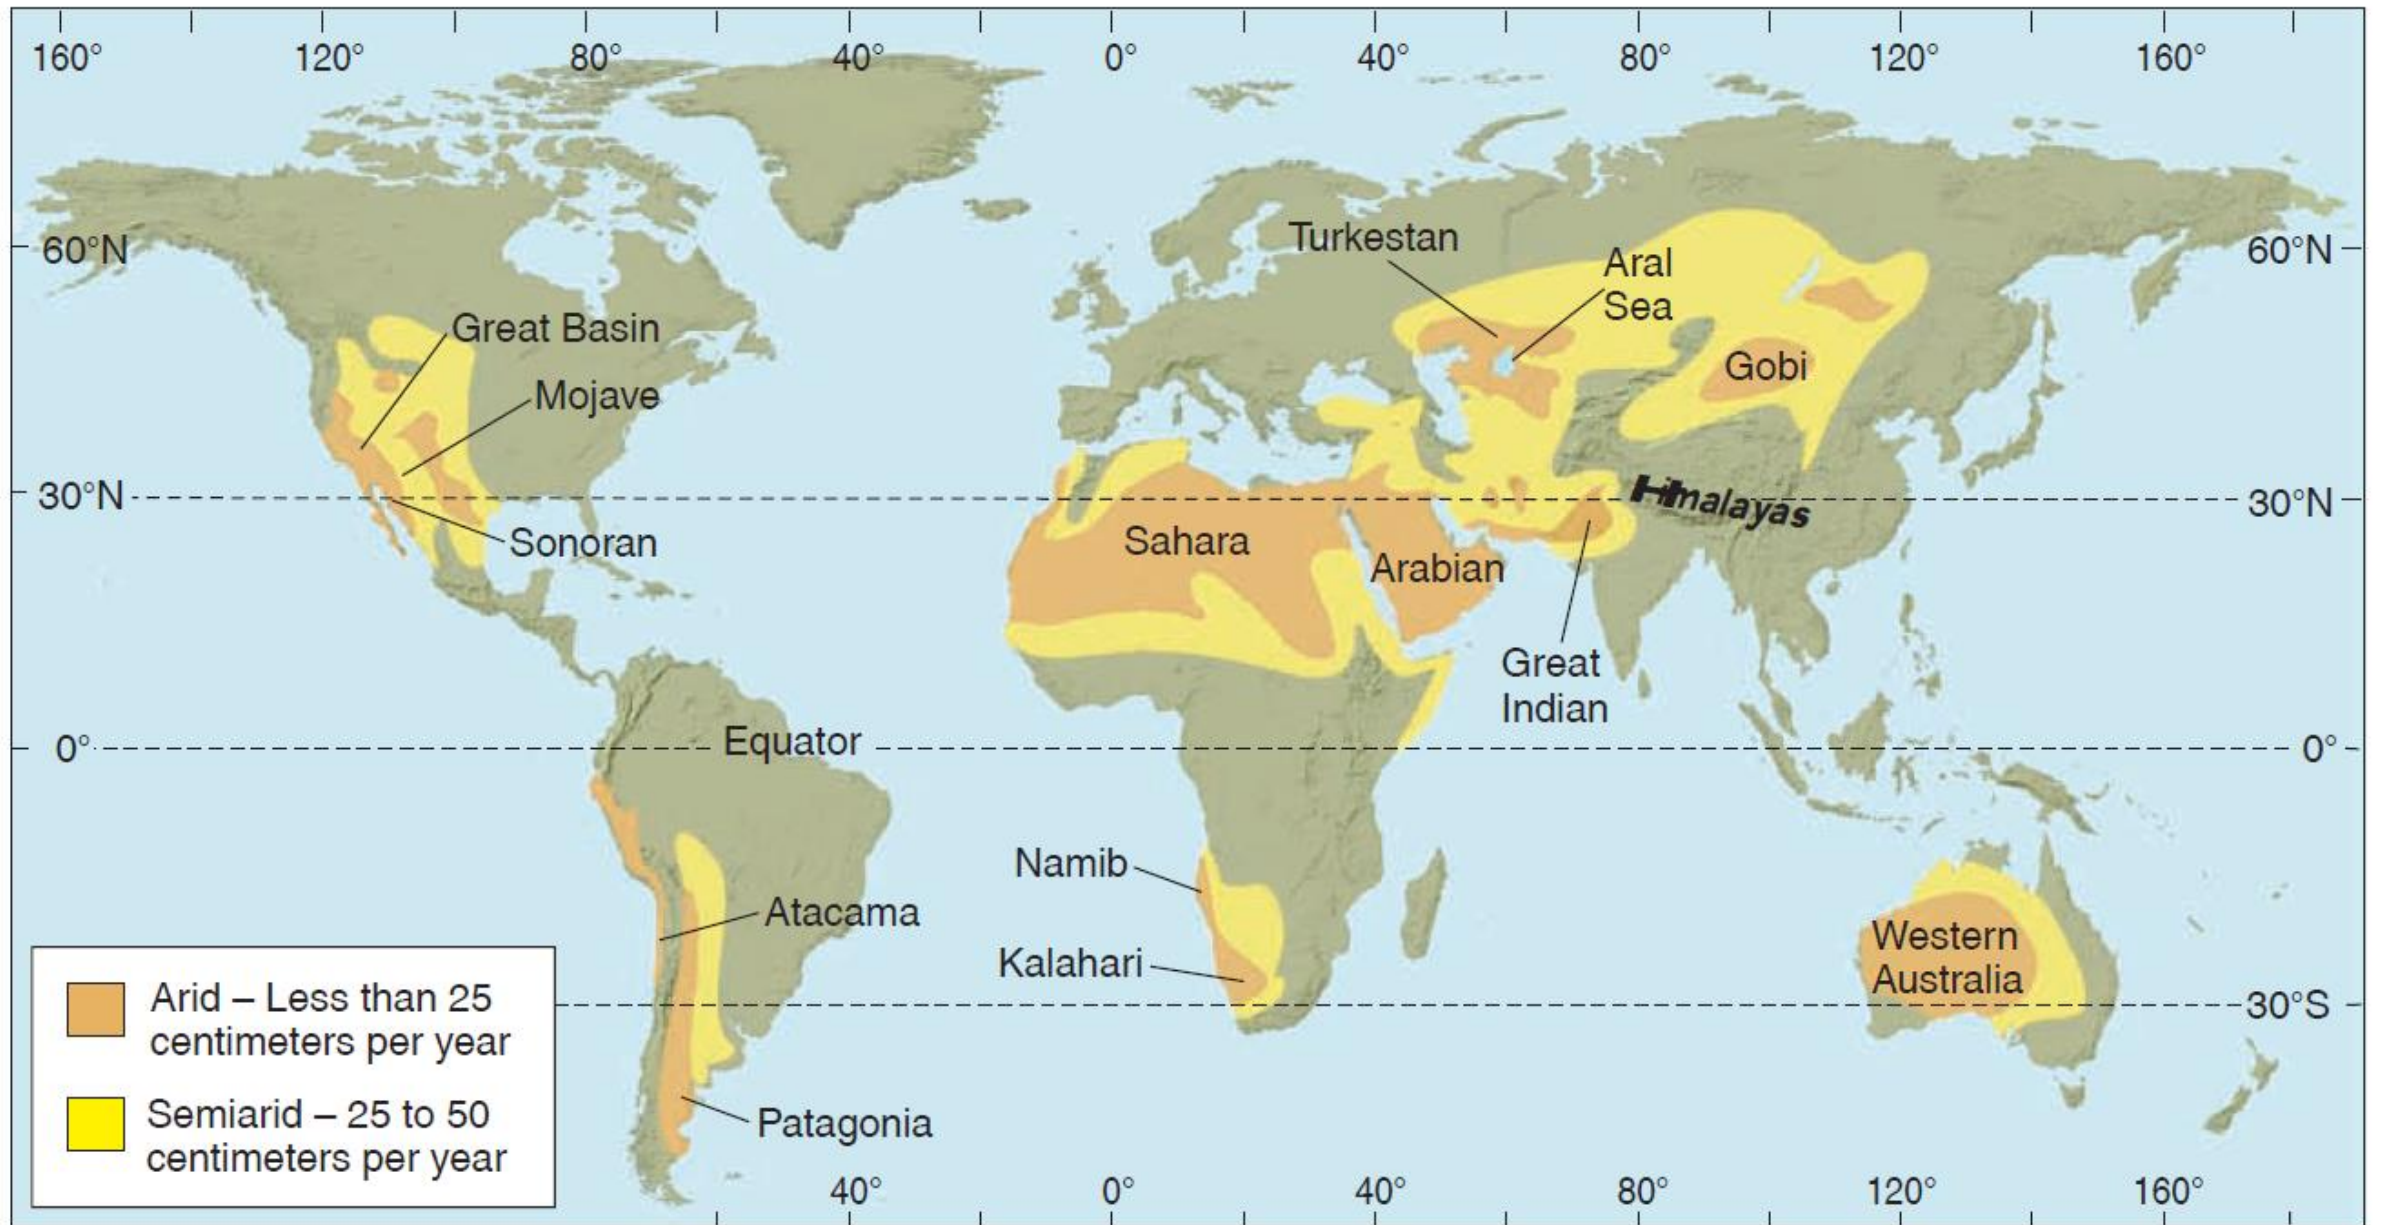 160°
120°
80°
40°
0°
40°
80°
120°
160°
Turkestan
Aral
Sea
60°N
60°N
Great Basin
Gobi
Mojave
30°N
Himalayas
30°N
Sonoran
Sahara
Arabian
Great
Indian
0°
Equator
0°
Namib
Atacama
Kalahari
Western
Australia
30°S
Patagonia
Arid – Less than 25
centimeters per year
Semiarid – 25 to 50
centimeters per year
40°
0°
40°
80°
120°
160°